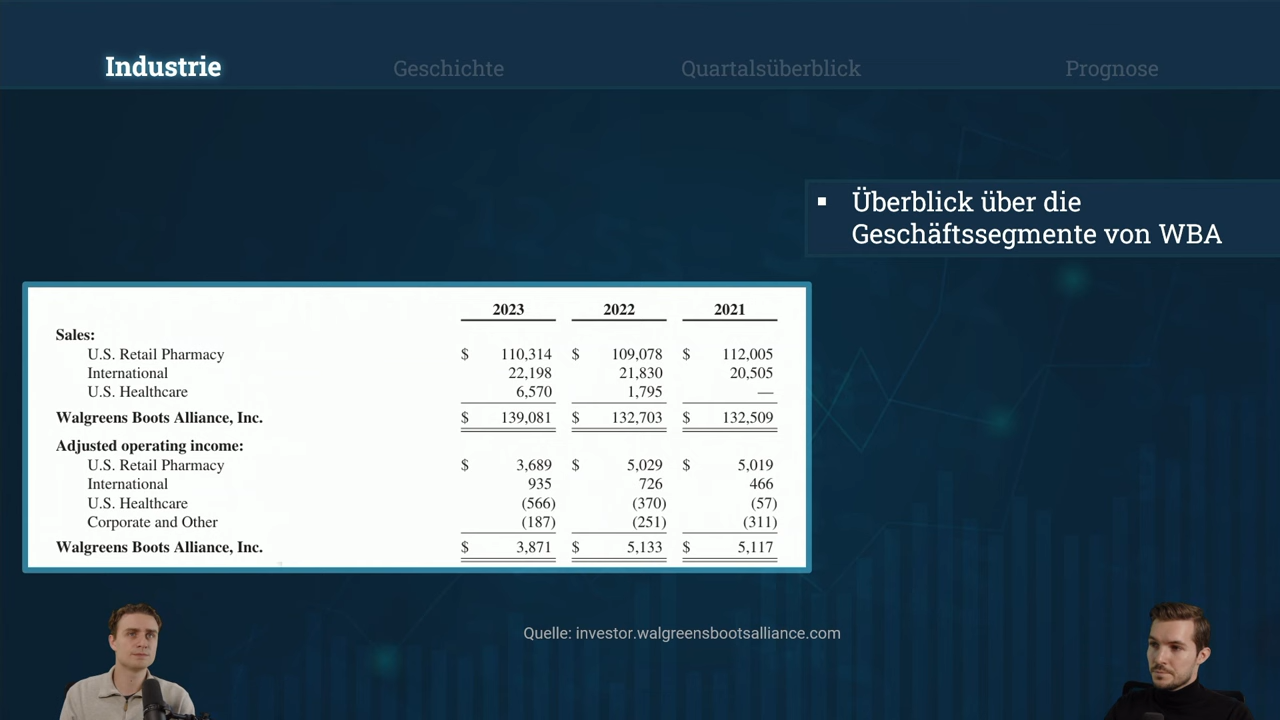 Industrie Geschichte Quartalsüberblick Prognose
▪ Überblick über die
Geschäftssegmente von WBA
2023 2022 2021
Sales:
U.S. Retail Pharmacy $ 110,314 $ 109,078 $ 112,005
International 22,198 21,830 20,505
U.S. Healthcare 6,570 1,795 —
Walgreens Boots Alliance, Inc. $ 139,081 $ 132,703 $ 132,509
Adjusted operating income:
U.S. Retail Pharmacy $ 3,689 $ 5,029 $ 5,019
International 935 726 466
U.S. Healthcare (566) (370) (57)
Corporate and Other (187) (251) (311)
Walgreens Boots Alliance, Inc. $ 3,871 $ 5,133 $ 5,117
Quelle: investor.walgreensbootsalliance.com